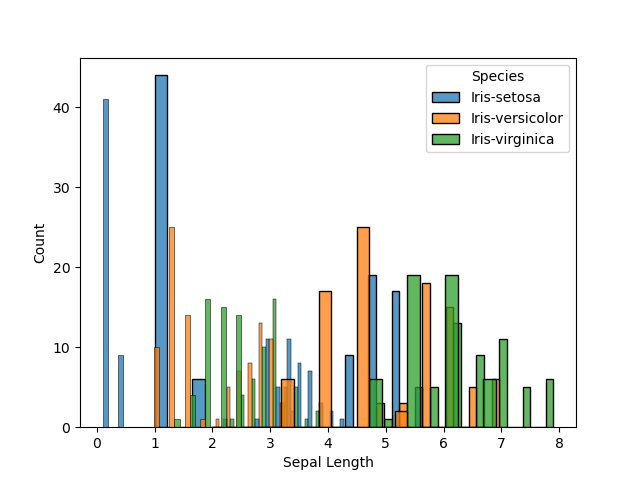 Species
Iris-setosa
Iris-versicolor
Iris-virginica
40
30
20
10
0
Count
0 1 2 3 4 5 6 7 8
Sepal Length